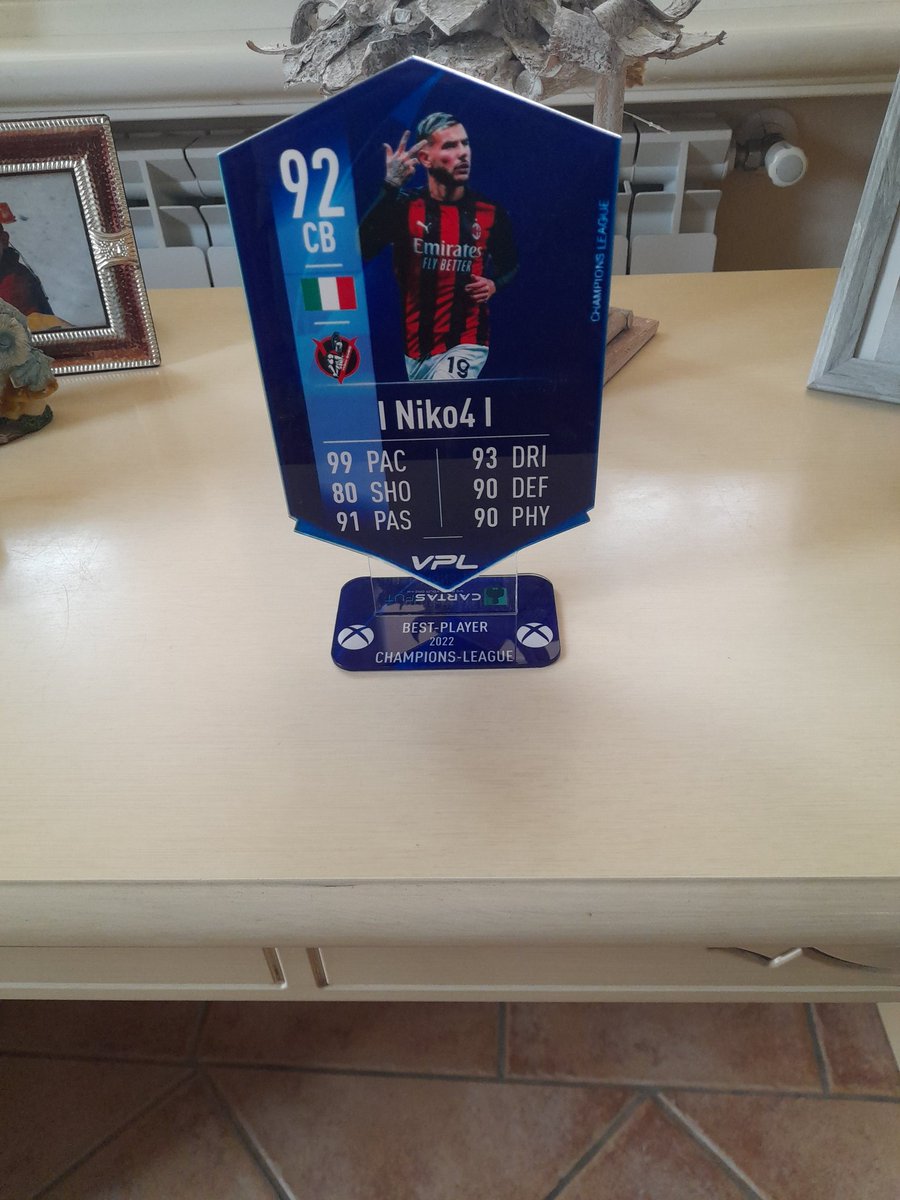 92
CB
Emirates
FLY BETTER
19
CHAMPIONS LEAGUE
| Niko4 |
99 PAC
93 DRI
80 SHO
90 DEF
91 PAS
90 PHY
VPL
CARTASFUT
BEST-PLAYER
2022
CHAMPIONS-LEAGUE